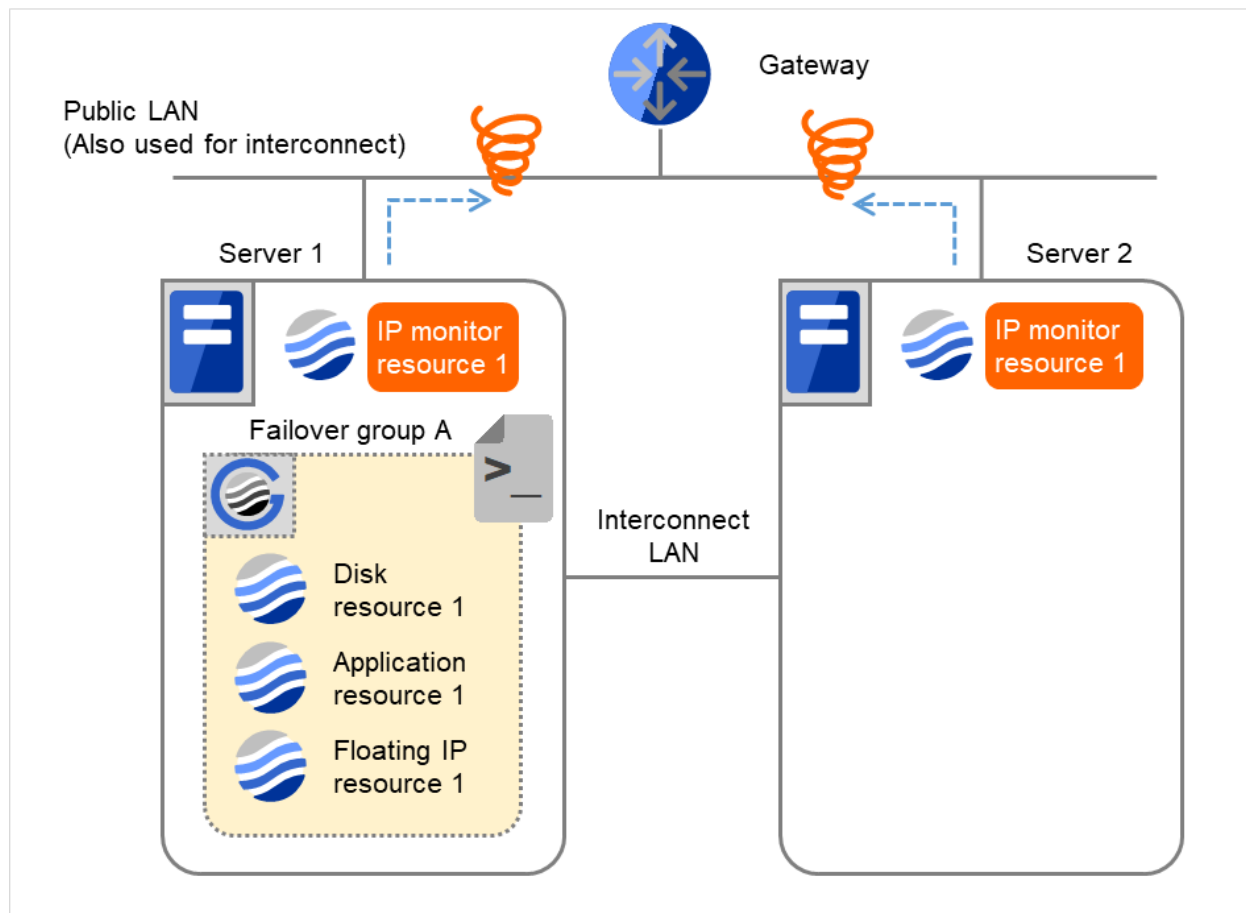 Gateway
Public LAN
(Also used for interconnect)
Server 1
Server 2
IP monitor
resource 1
IP monitor
resource 1
Failover group A
>_
Interconnect
LAN
Disk
resource 1
Application
resource 1
Floating IP
resource 1